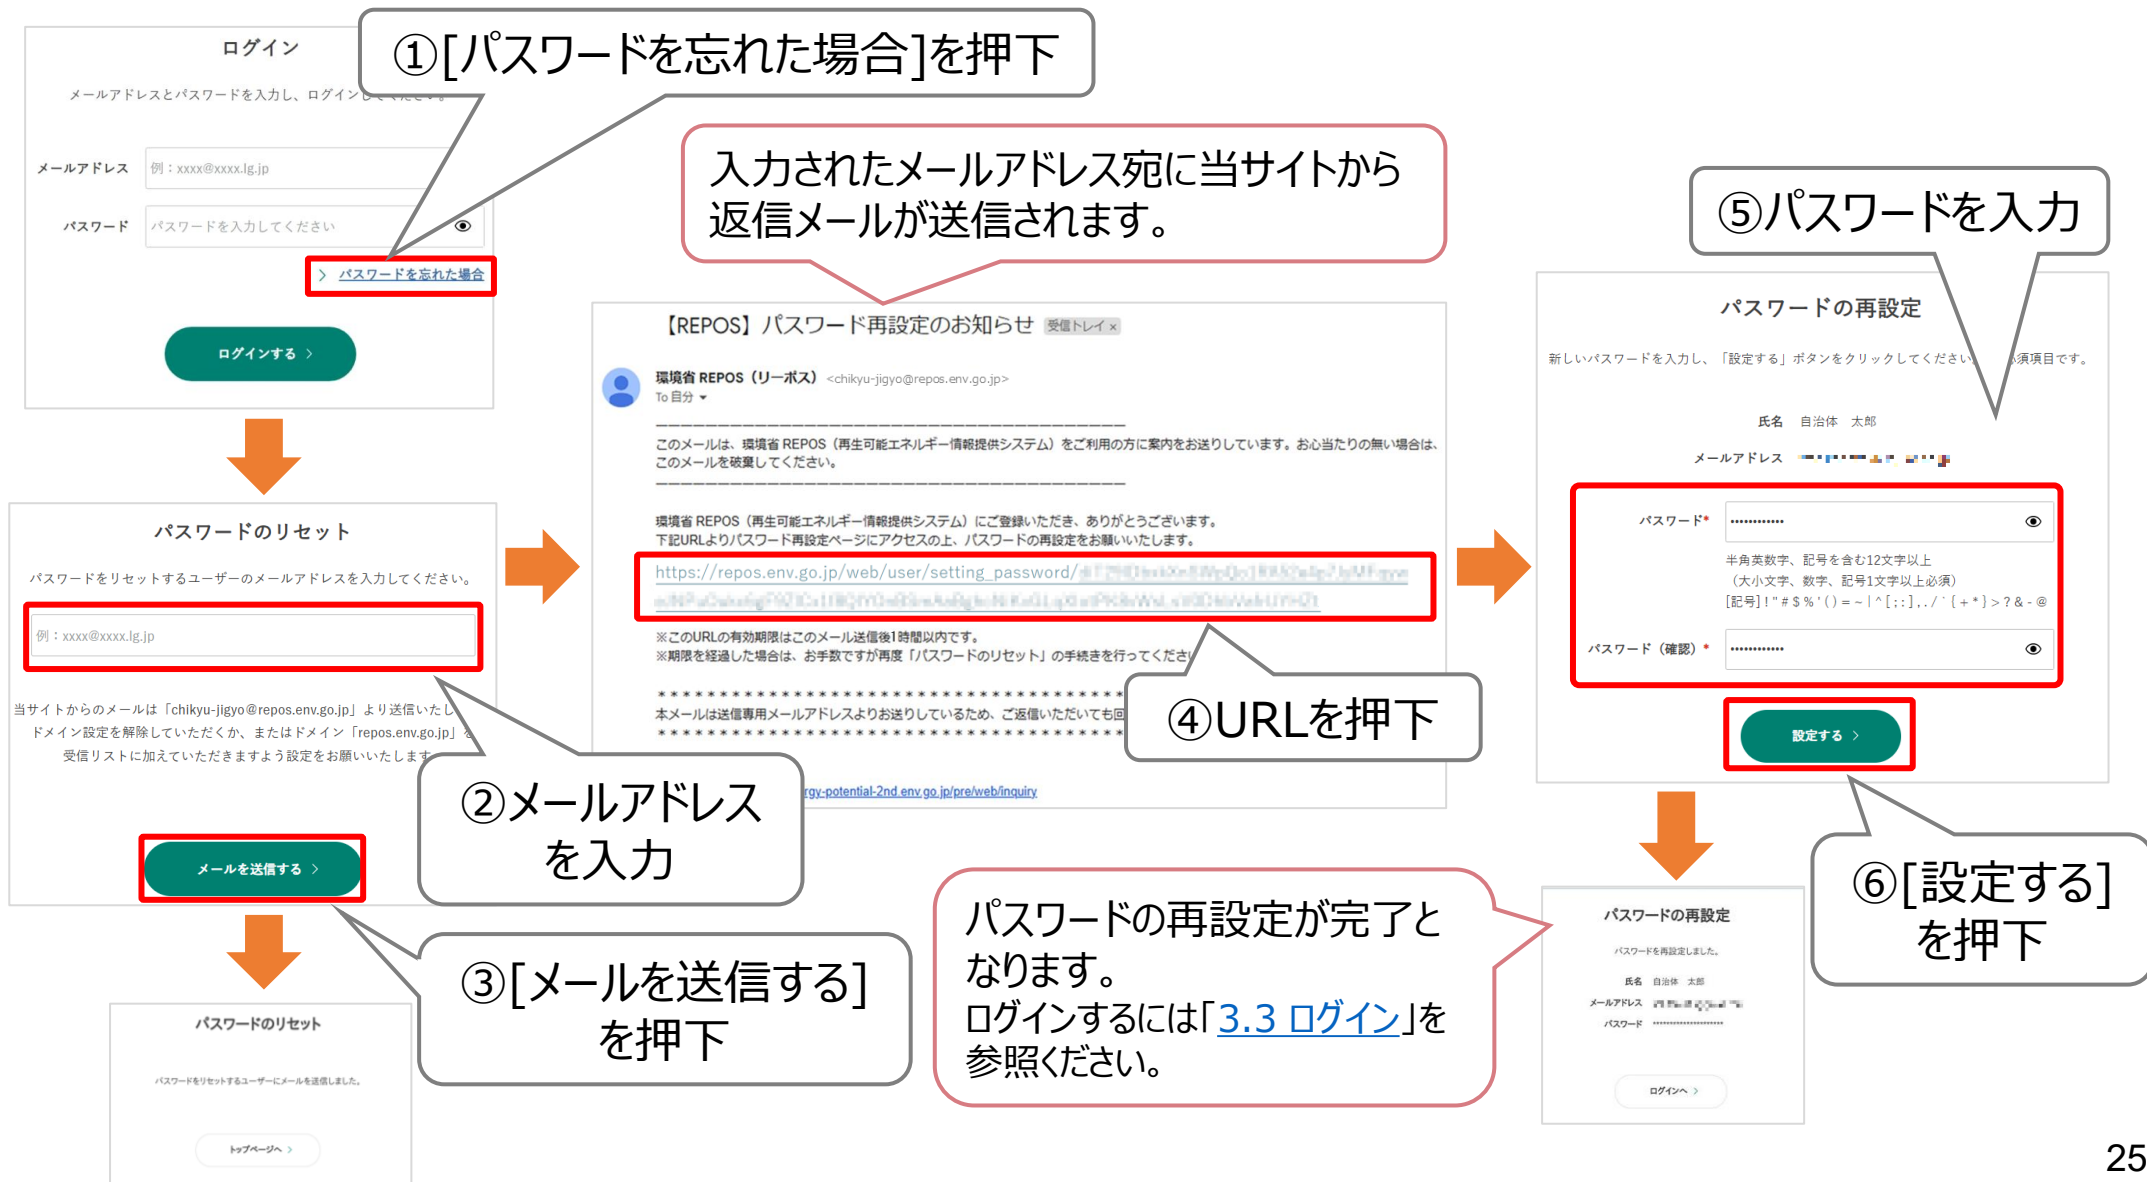 ログイン
メールアドレスとパスワードを入力し、ログインしてください。
メールアドレス
例：xxxx@xxxx.lg.jp
パスワード
パスワードを入力してください
> パスワードを忘れた場合
ログインする >
①[パスワードを忘れた場合]を押下
パスワードのリセット
パスワードをリセットするユーザーのメールアドレスを入力してください。
例：xxxx@xxxx.lg.jp
当サイトからのメールは「chikyu-jigyo@repos.env.go.jp」より送信いたし
ドメイン設定を解除していただくか、またはドメイン「repos.env.go.jp」を
受信リストに加えていただきますよう設定をお願いいたします
メールを送信する >
②メールアドレス
を入力
③[メールを送信する]
を押下
パスワードのリセット
パスワードをリセットするユーザーにメールを送信しました。
トップページへ >
入力されたメールアドレス宛に当サイトから
返信メールが送信されます。
【REPOS】パスワード再設定のお知らせ 受信トレイ ×
環境省 REPOS（リーポス） <chikyu-jigyo@repos.env.go.jp>
To 自分
このメールは、環境省 REPOS（再生可能エネルギー情報提供システム）をご利用の方に案内をお送りしています。お心当たりの無い場合は、
このメールを破棄してください。
環境省 REPOS（再生可能エネルギー情報提供システム）にご登録いただき、ありがとうございます。
下記URLよりパスワード再設定ページにアクセスの上、パスワードの再設定をお願いいたします。
https://repos.env.go.jp/web/user/setting_password/
※このURLの有効期限はこのメール送信後1時間以内です。
※期限を経過した場合は、お手数ですが再度「パスワードのリセット」の手続きを行ってくださ
＊＊＊＊＊＊＊＊＊＊＊＊＊＊＊＊＊＊＊＊＊＊＊＊＊＊＊＊＊＊＊＊＊＊＊＊＊＊
本メールは送信専用メールアドレスよりお送りしているため、ご返信いただいても回
＊＊＊＊＊＊＊＊＊＊＊＊＊＊＊＊＊＊＊＊＊＊＊＊＊＊＊＊＊＊＊＊＊＊＊＊＊＊
rgy-potential-2nd.env.go.jp/pre/web/inquiry
④URLを押下
⑤パスワードを入力
パスワードの再設定
新しいパスワードを入力し、「設定する」ボタンをクリックしてください。 必須項目です。
氏名 自治体 太郎
メールアドレス
パスワード* ············
半角英数字、記号を含む12文字以上
（大小文字、数字、記号1文字以上必須）
[記号] ! " # $ % ' ( ) = ~ | ^ [ ; : ] , . / ` { + * } > ? & - @
パスワード（確認）* ············
設定する >
⑥[設定する]
を押下
パスワードの再設定が完了と
なります。
ログインするには「3.3 ログイン」を
参照ください。
パスワードの再設定
パスワードを再設定しました。
氏名 自治体 太郎
メールアドレス
パスワード ********************
ログインへ >
25